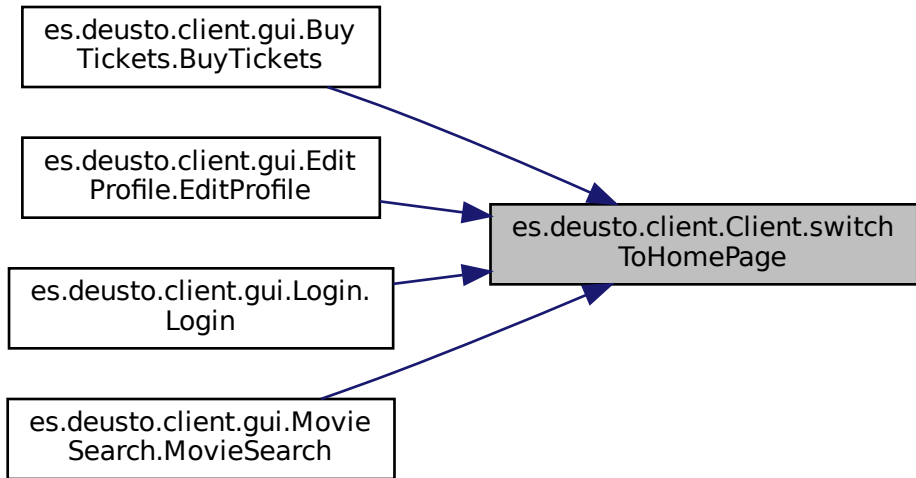 es.deusto.client.gui.Buy
Tickets.BuyTickets
es.deusto.client.gui.Edit
Profile.EditProfile
es.deusto.client.Client.switch
ToHomePage
es.deusto.client.gui.Login.
Login
es.deusto.client.gui.Movie
Search.MovieSearch